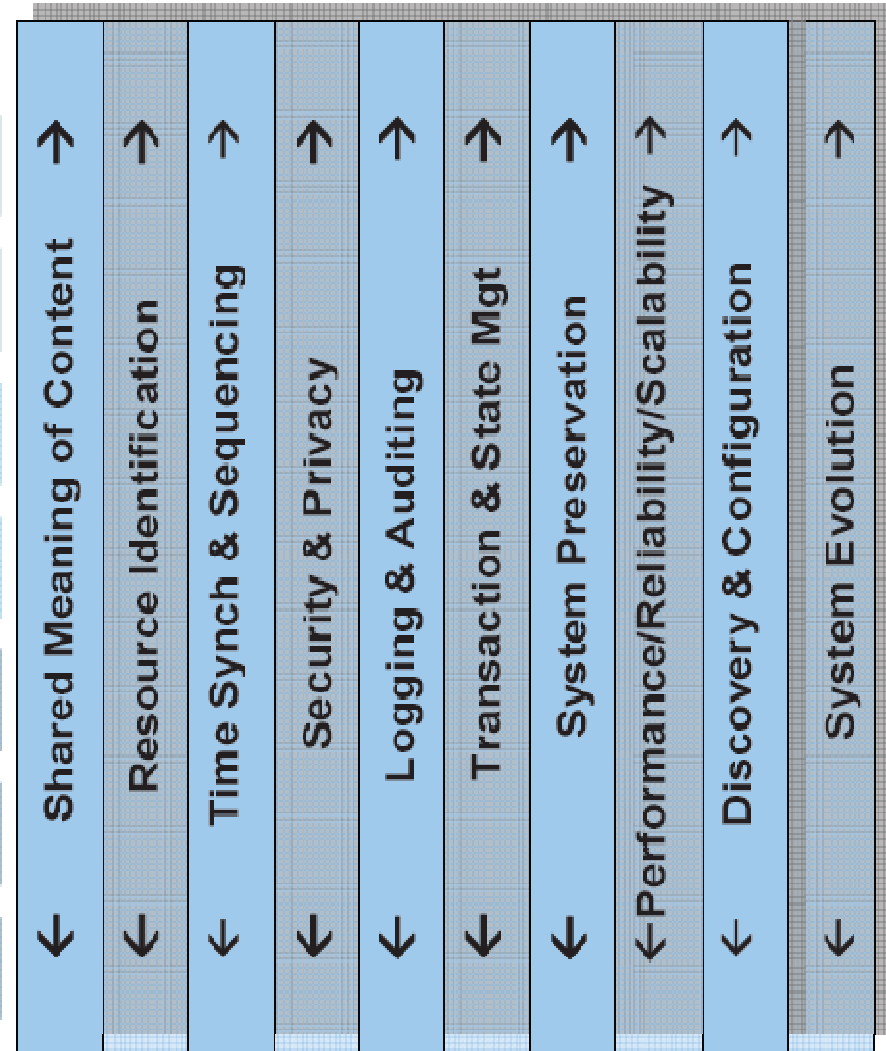 Shared Meaning of Content
Resource Identification
Time Synch & Sequencing
Security & Privacy
Logging & Auditing
Transaction & State Mgt
System Preservation
Performance/Reliability/Scalability
Discovery & Configuration
System Evolution